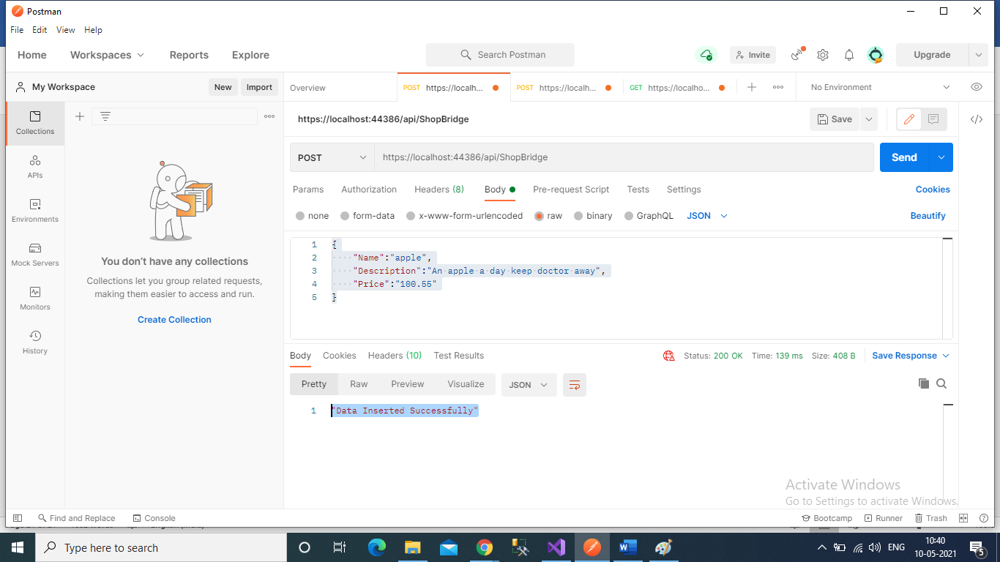 Postman
File Edit View Help
Home Workspaces Reports Explore Search Postman Invite Upgrade
My Workspace New Import
Overview POST https://localh... POST https://localh... GET https://localho... No Environment
Collections
APIs
Environments
Mock Servers
Monitors
History
You don't have any collections
Collections let you group related requests,
making them easier to access and run.
Create Collection
https://localhost:44386/api/ShopBridge Save
POST https://localhost:44386/api/ShopBridge Send
Params Authorization Headers (8) Body Pre-request Script Tests Settings Cookies
none form-data x-www-form-urlencoded raw binary GraphQL JSON Beautify
1 {
2 "Name":"apple",
3 "Description":"An apple a day keep doctor away",
4 "Price":"100.55"
5 }
Body Cookies Headers (10) Test Results Status: 200 OK Time: 139 ms Size: 408 B Save Response
Pretty Raw Preview Visualize JSON
1 "Data Inserted Successfully"
Activate Windows
Go to Settings to activate Windows.
Find and Replace Console Bootcamp Runner Trash
Type here to search ENG 10:40
10-05-2021 5